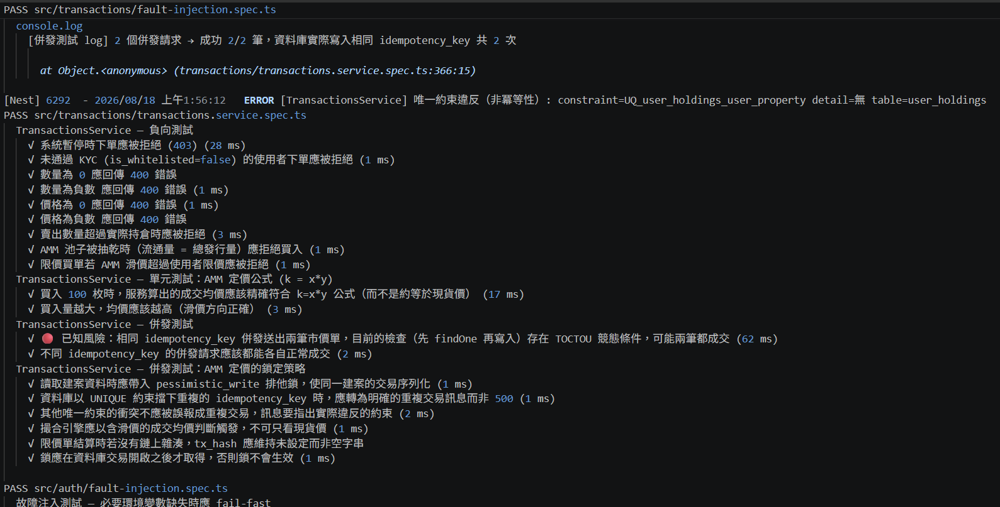 PASS src/transactions/fault-injection.spec.ts
console.log
[併發測試 log] 2 個併發請求 → 成功 2/2 筆，資料庫實際寫入相同 idempotency_key 共 2 次
at Object.<anonymous> (transactions/transactions.service.spec.ts:366:15)
[Nest] 6292  - 2026/08/18 上午1:56:12   ERROR [TransactionsService] 唯一約束違反（非冪等性）: constraint=UQ_user_holdings_user_property detail=無 table=user_holdings
PASS src/transactions/transactions.service.spec.ts
TransactionsService — 負向測試
√ 系統暫停時下單應被拒絕 (403) (28 ms)
√ 未通過 KYC (is_whitelisted=false) 的使用者下單應被拒絕 (1 ms)
√ 數量為 0 應回傳 400 錯誤
√ 數量為負數 應回傳 400 錯誤 (1 ms)
√ 價格為 0 應回傳 400 錯誤 (1 ms)
√ 價格為負數 應回傳 400 錯誤
√ 賣出數量超過實際持倉時應被拒絕 (3 ms)
√ AMM 池子被抽乾時（流通量 = 總發行量）應拒絕買入 (1 ms)
√ 限價買單若 AMM 滑價超過使用者限價應被拒絕 (1 ms)
TransactionsService — 單元測試：AMM 定價公式 (k = x*y)
√ 買入 100 枚時，服務算出的成交均價應該精確符合 k=x*y 公式（而不是約等於現貨價） (17 ms)
√ 買入量越大，均價應該越高（滑價方向正確） (3 ms)
TransactionsService — 併發測試
√ 🔴 已知風險：相同 idempotency_key 併發送出兩筆市價單，目前的檢查（先 findOne 再寫入）存在 TOCTOU 競態條件，可能兩筆都成交 (62 ms)
√ 不同 idempotency_key 的併發請求應該都能各自正常成交 (2 ms)
TransactionsService — 併發測試：AMM 定價的鎖定策略
√ 讀取建案資料時應帶入 pessimistic_write 排他鎖，使同一建案的交易序列化 (1 ms)
√ 資料庫以 UNIQUE 約束擋下重複的 idempotency_key 時，應轉為明確的重複交易訊息而非 500 (1 ms)
√ 其他唯一約束的衝突不應被誤報成重複交易，訊息要指出實際違反的約束 (2 ms)
√ 撮合引擎應以含滑價的成交均價判斷觸發，不可只看現貨價 (1 ms)
√ 限價單結算時若沒有鏈上雜湊，tx_hash 應維持未設定而非空字串
√ 鎖應在資料庫交易開啟之後才取得，否則鎖不會生效 (1 ms)
PASS src/auth/fault-injection.spec.ts
故障注入測試 — 必要環境變數缺失時應 fail-fast